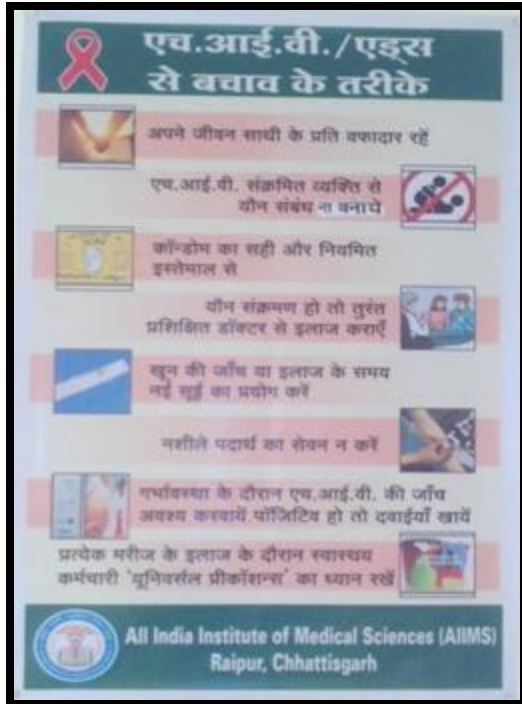 एच.आई.वी./एड्स
से बचाव के तरीके
अपने जीवन साथी के प्रति वफादार रहें
एच.आई.वी. संक्रमित व्यक्ति से
यौन संबंध ना बनाये
कॉन्डोम का सही और नियमित
इस्तेमाल से
यौन संक्रमण हो तो तुरंत
प्रशिक्षित डॉक्टर से इलाज कराएँ
खून की जाँच या इलाज के समय
नई सूई का प्रयोग करें
नशीले पदार्थ का सेवन न करें
गर्भावस्था के दौरान एच.आई.वी. की जाँच
अवश्य करवायें पॉजिटिव हो तो दवाईयाँ खायें
प्रत्येक मरीज के इलाज के दौरान स्वास्थय
कर्मचारी 'यूनिवर्सल प्रीकॉशन्स' का ध्यान रखें
All India Institute of Medical Sciences (AIIMS)
Raipur, Chhattisgarh